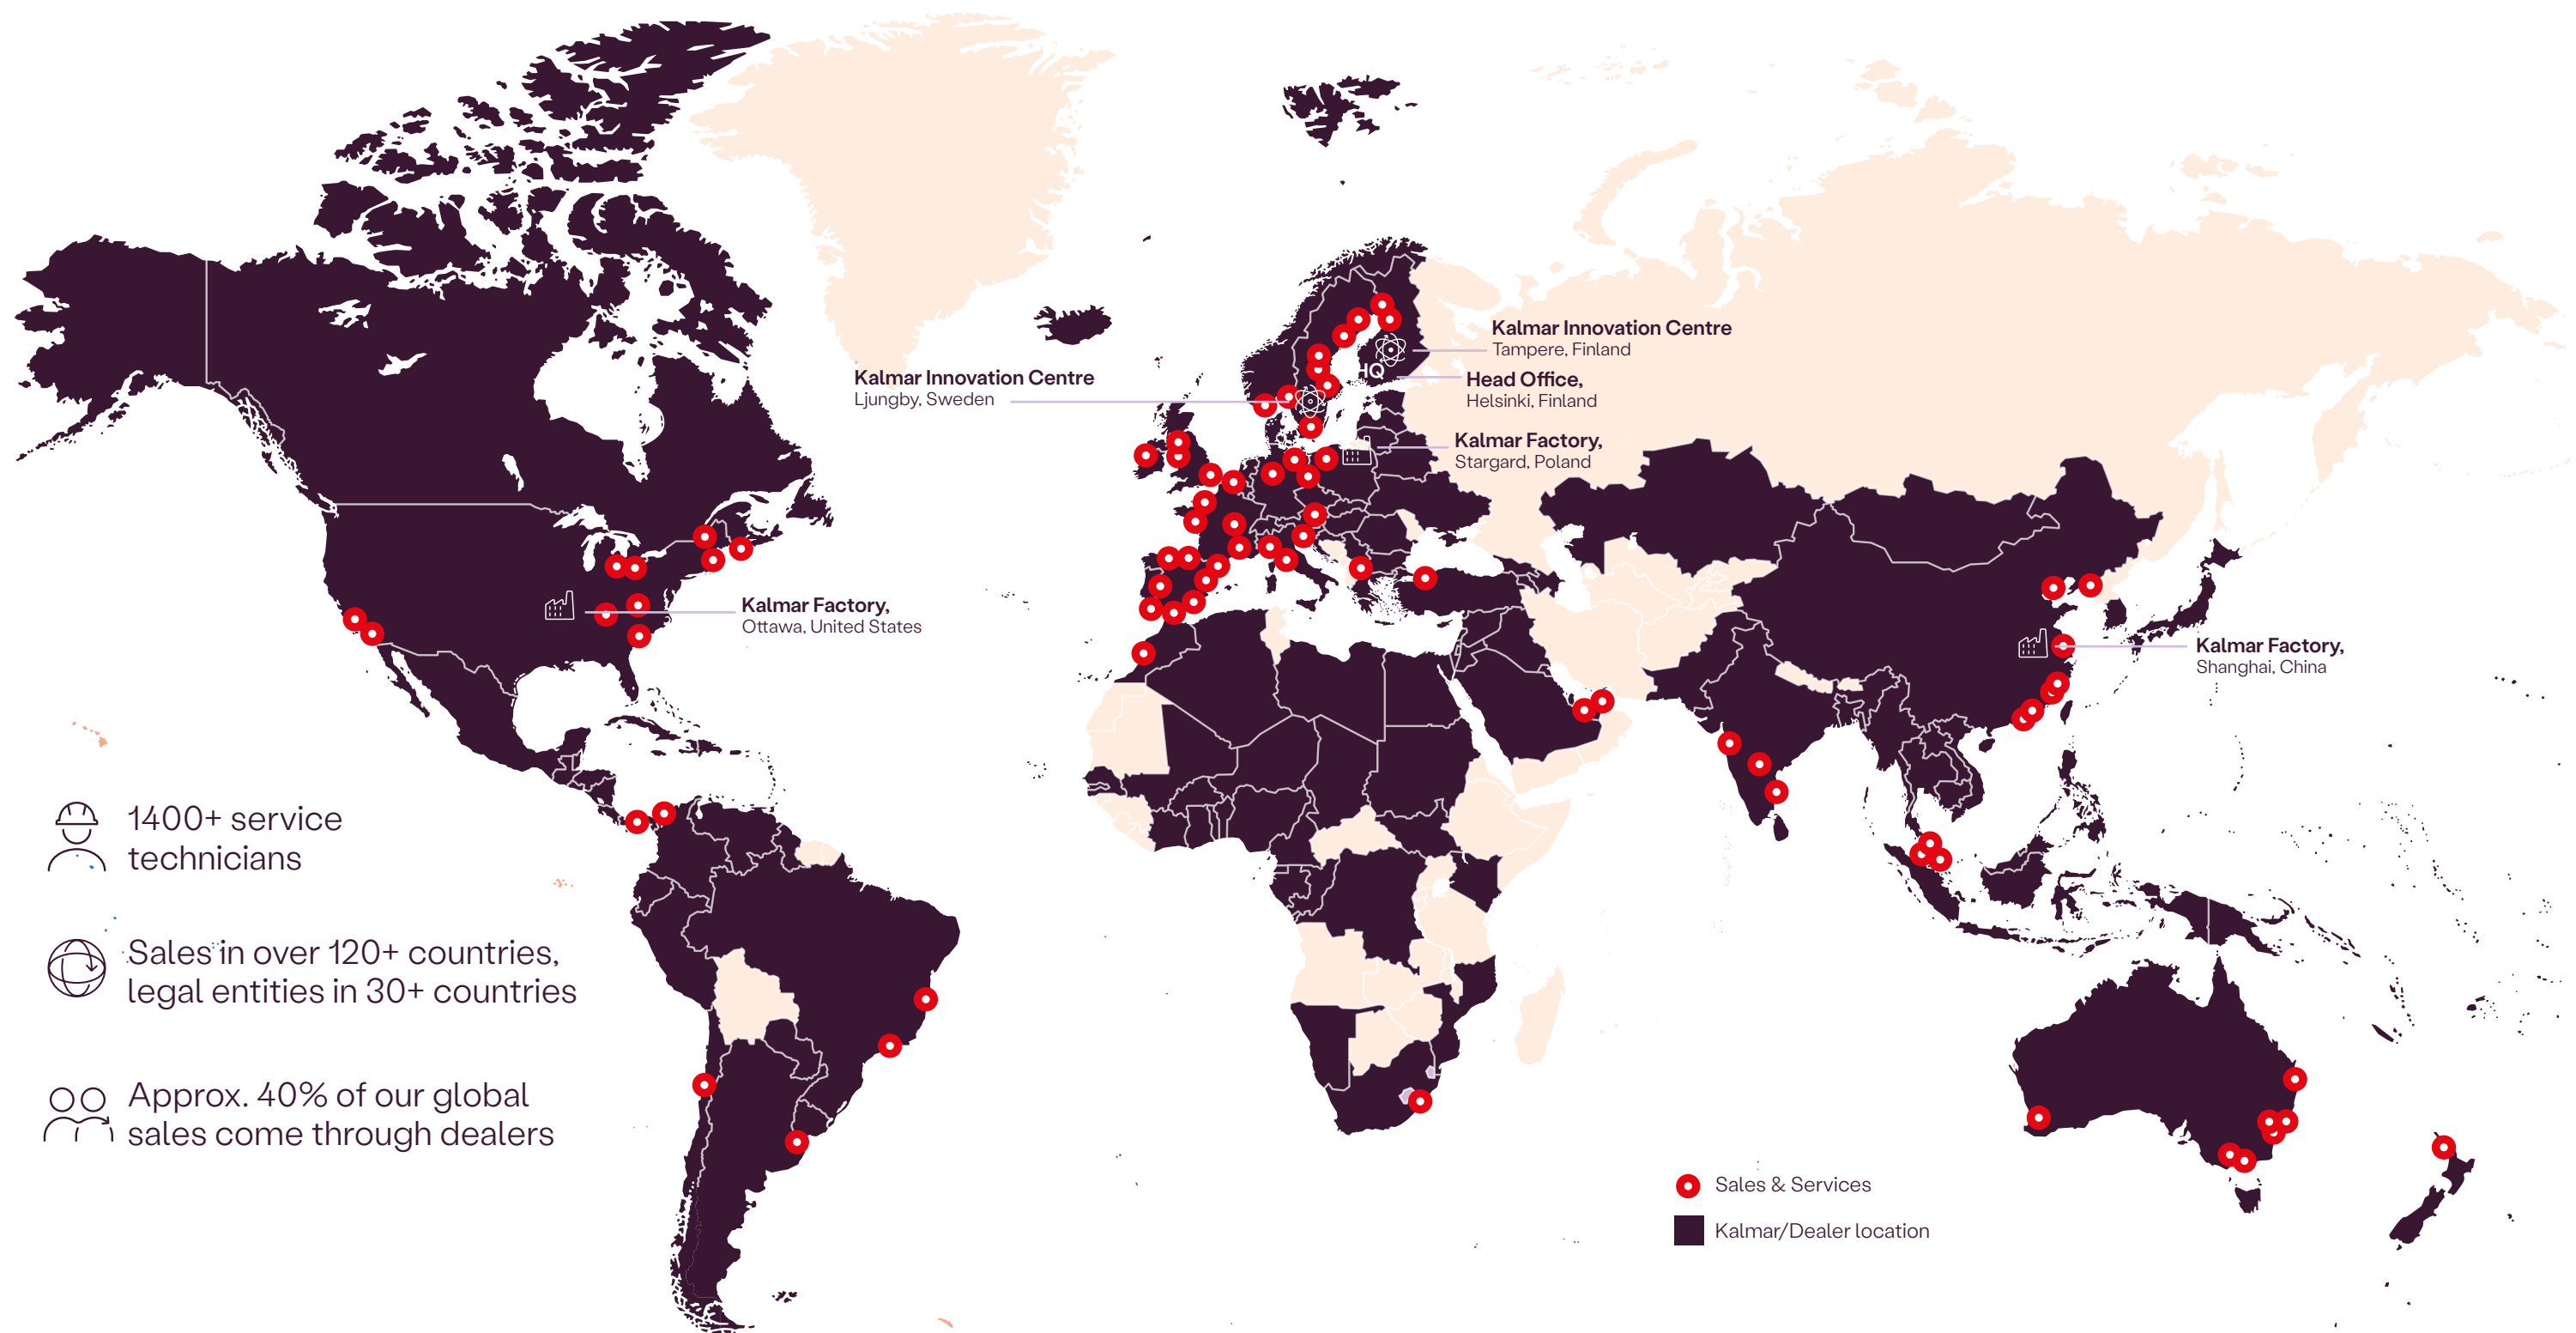 Kalmar Innovation Centre
Tampere, Finland
Kalmar Innovation Centre
Ljungby, Sweden
HQ
Head Office,
Helsinki, Finland
Kalmar Factory,
Stargard, Poland
Kalmar Factory,
Ottawa, United States
Kalmar Factory,
Shanghai, China
1400+ service
technicians
Sales in over 120+ countries,
legal entities in 30+ countries
Approx. 40% of our global
sales come through dealers
Sales & Services
Kalmar/Dealer location